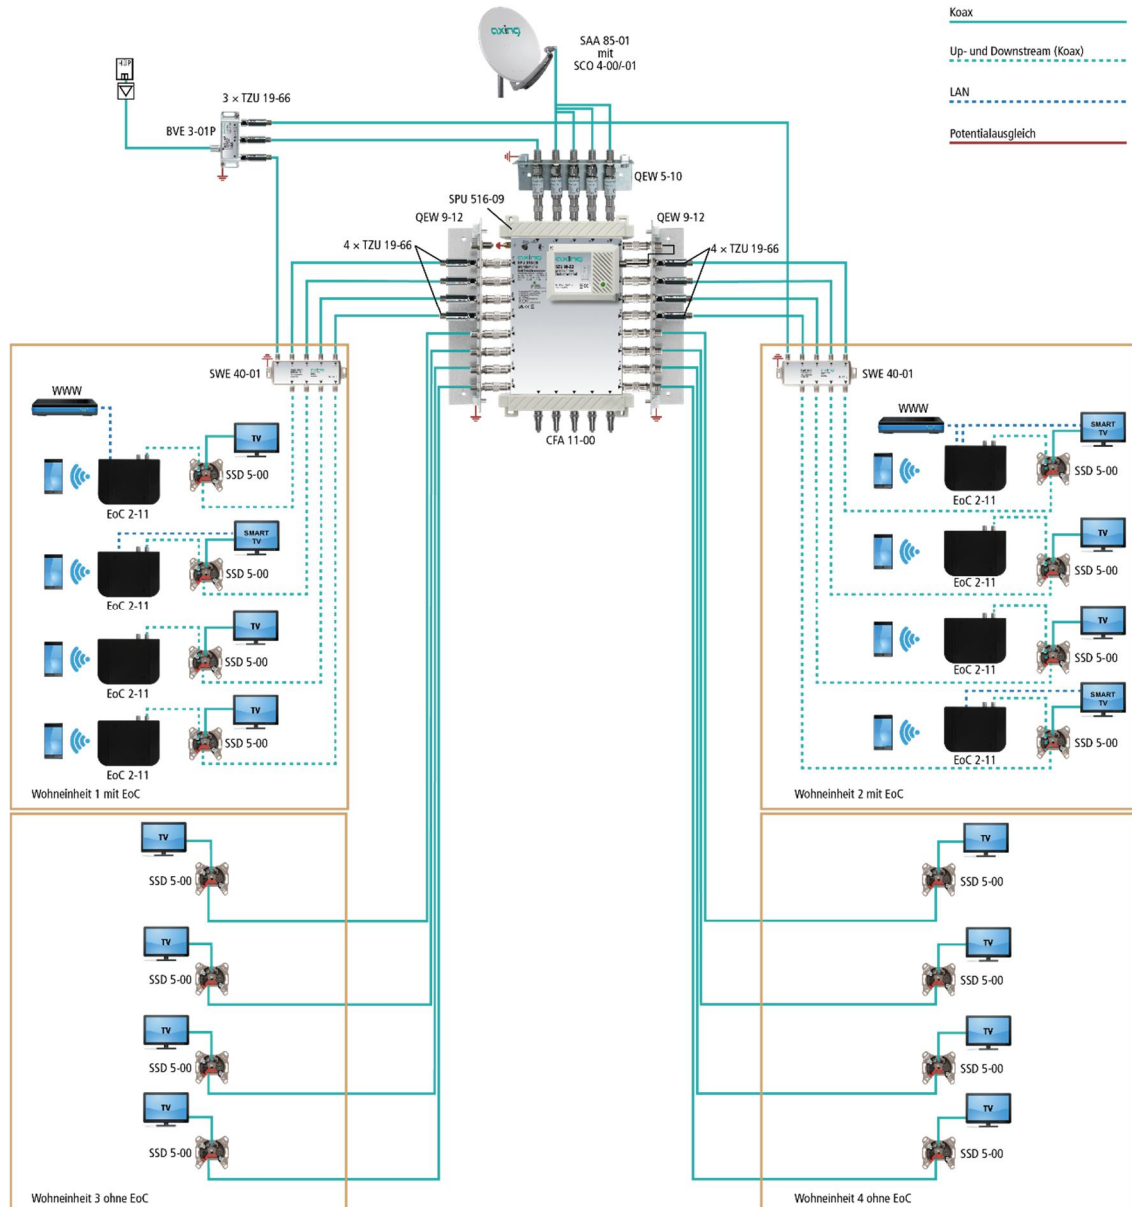 Koax
Up- und Downstream (Koax)
LAN
Potentialausgleich
axing
SAA 85-01
mit
SCO 4-00/-01
HÜP
3 × TZU 19-66
BVE 3-01P
QEW 5-10
SPU 516-09
QEW 9-12
QEW 9-12
4 × TZU 19-66
4 × TZU 19-66
axing
axing
CFA 11-00
SWE 40-01
WWW
TV
SSD 5-00
EoC 2-11
SMART
TV
SSD 5-00
EoC 2-11
TV
SSD 5-00
EoC 2-11
TV
SSD 5-00
EoC 2-11
Wohneinheit 1 mit EoC
SWE 40-01
WWW
SMART
TV
SSD 5-00
EoC 2-11
TV
SSD 5-00
EoC 2-11
TV
SSD 5-00
EoC 2-11
SMART
TV
SSD 5-00
EoC 2-11
Wohneinheit 2 mit EoC
TV
SSD 5-00
TV
SSD 5-00
TV
SSD 5-00
TV
SSD 5-00
Wohneinheit 3 ohne EoC
TV
SSD 5-00
TV
SSD 5-00
TV
SSD 5-00
TV
SSD 5-00
Wohneinheit 4 ohne EoC